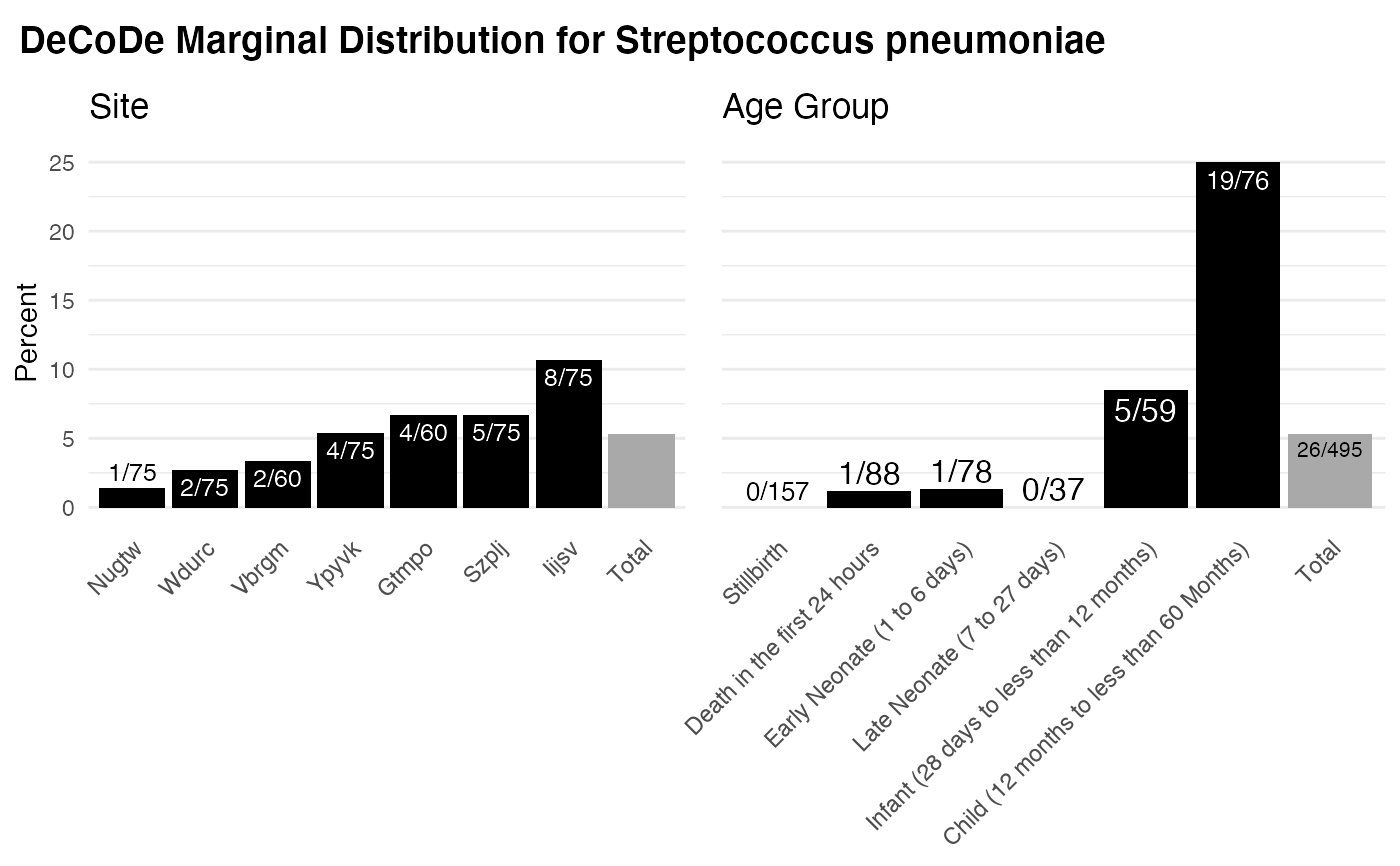 DeCoDe Marginal Distribution for Streptococcus pneumoniae
Site
Age Group
Percent
25
20
15
10
5
0
1/75
2/75
2/60
4/75
4/60
5/75
8/75
0/157
1/88
1/78
0/37
5/59
19/76
26/495
Nugtw
Wdurc
Vbrgm
Ypyvk
Gtmpo
Szplj
Iijsv
Total
Stillbirth
Death in the first 24 hours
Early Neonate (1 to 6 days)
Late Neonate (7 to 27 days)
Infant (28 days to less than 12 months)
Child (12 months to less than 60 Months)
Total